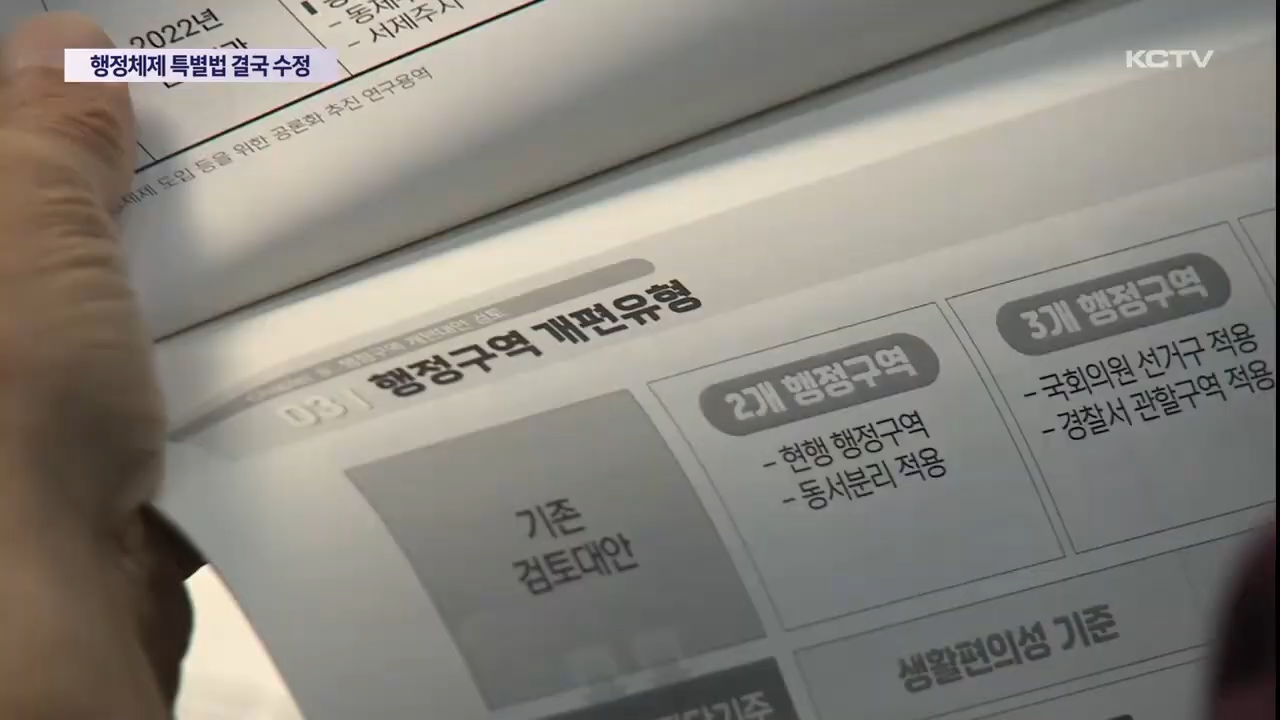 행정체제 특별법 결국 수정
KCTV
2022년
- 서제주시
도입 등을 위한 공론화 추진 연구용역
03 행정구역 개편유형
기존
검토대안
2개 행정구역
- 현행 행정구역
- 동서분리 적용
3개 행정구역
- 국회의원 선거구 적용
- 경찰서 관할구역 적용
생활편의성 기준